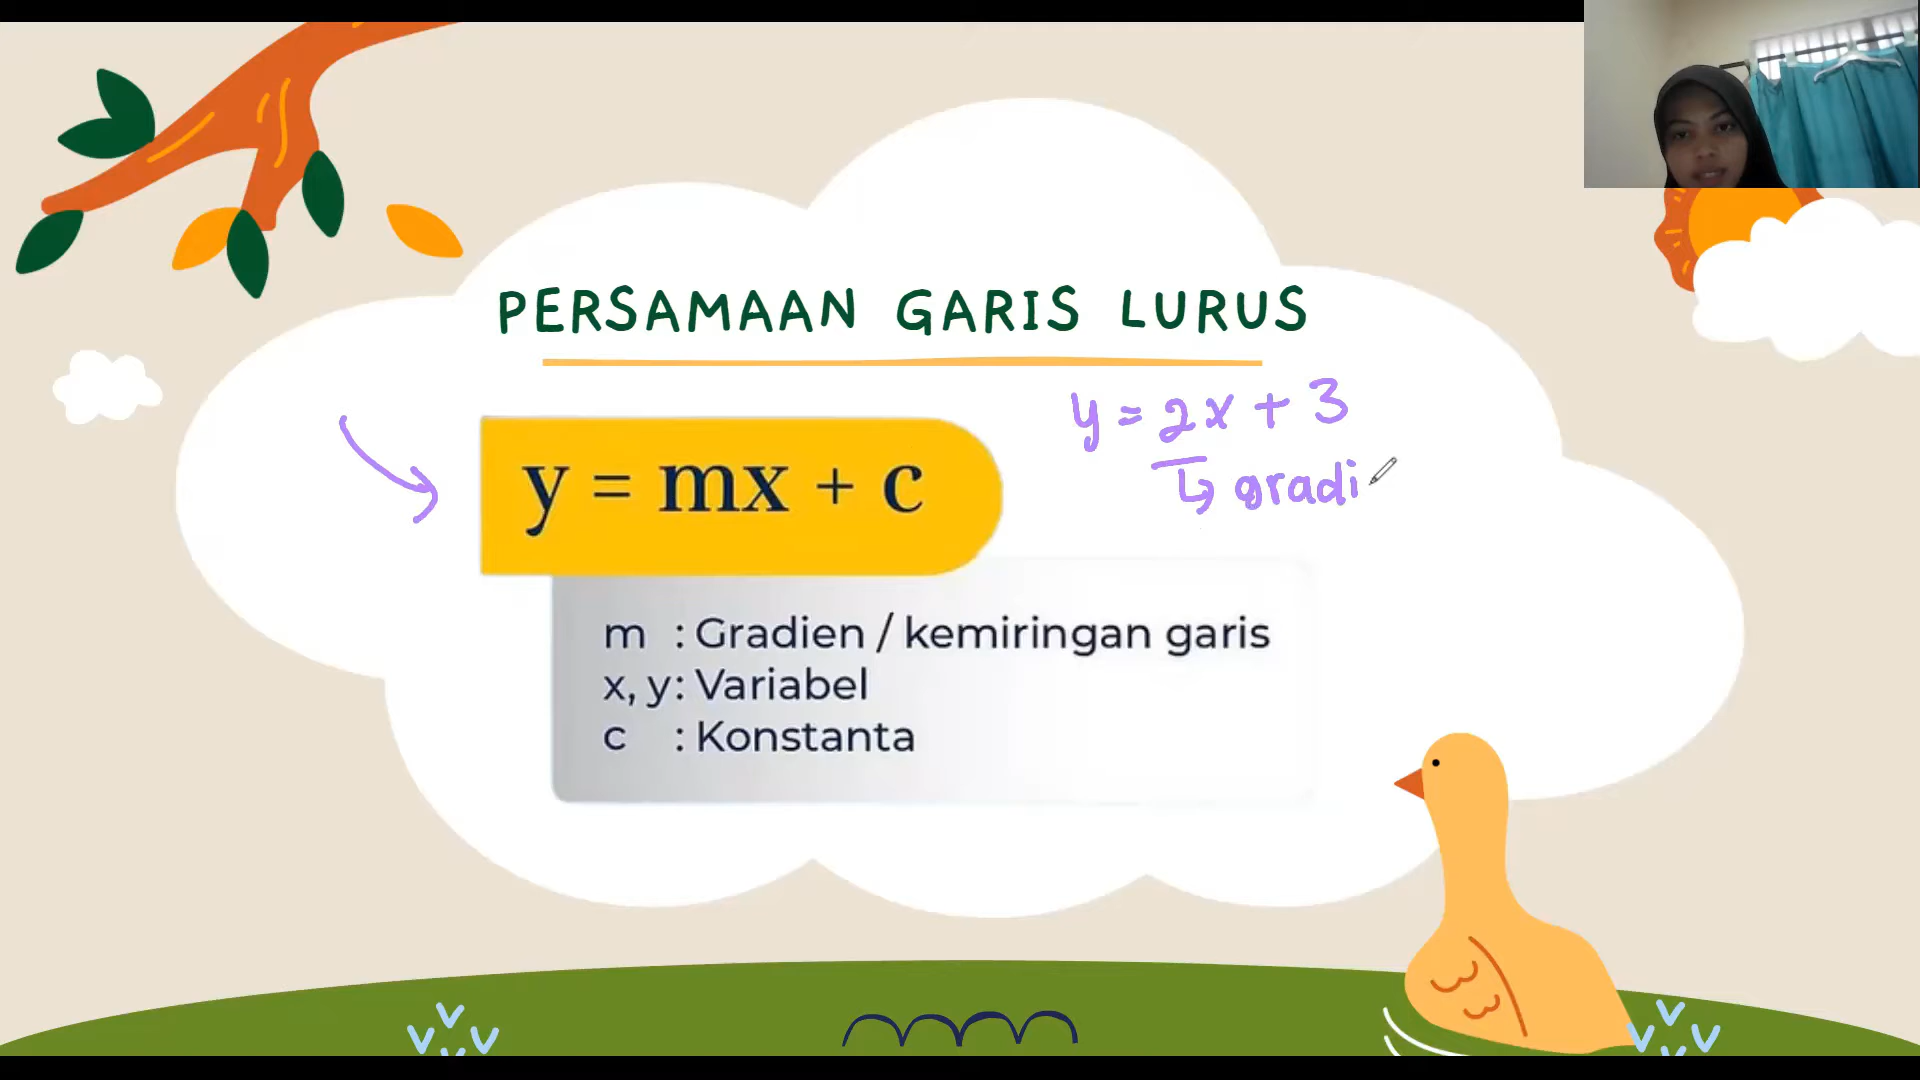 PERSAMAAN GARIS LURUS
y = 2x + 3
↳ gradi
y = mx + c
m : Gradien / kemiringan garis
x, y : Variabel
c : Konstanta